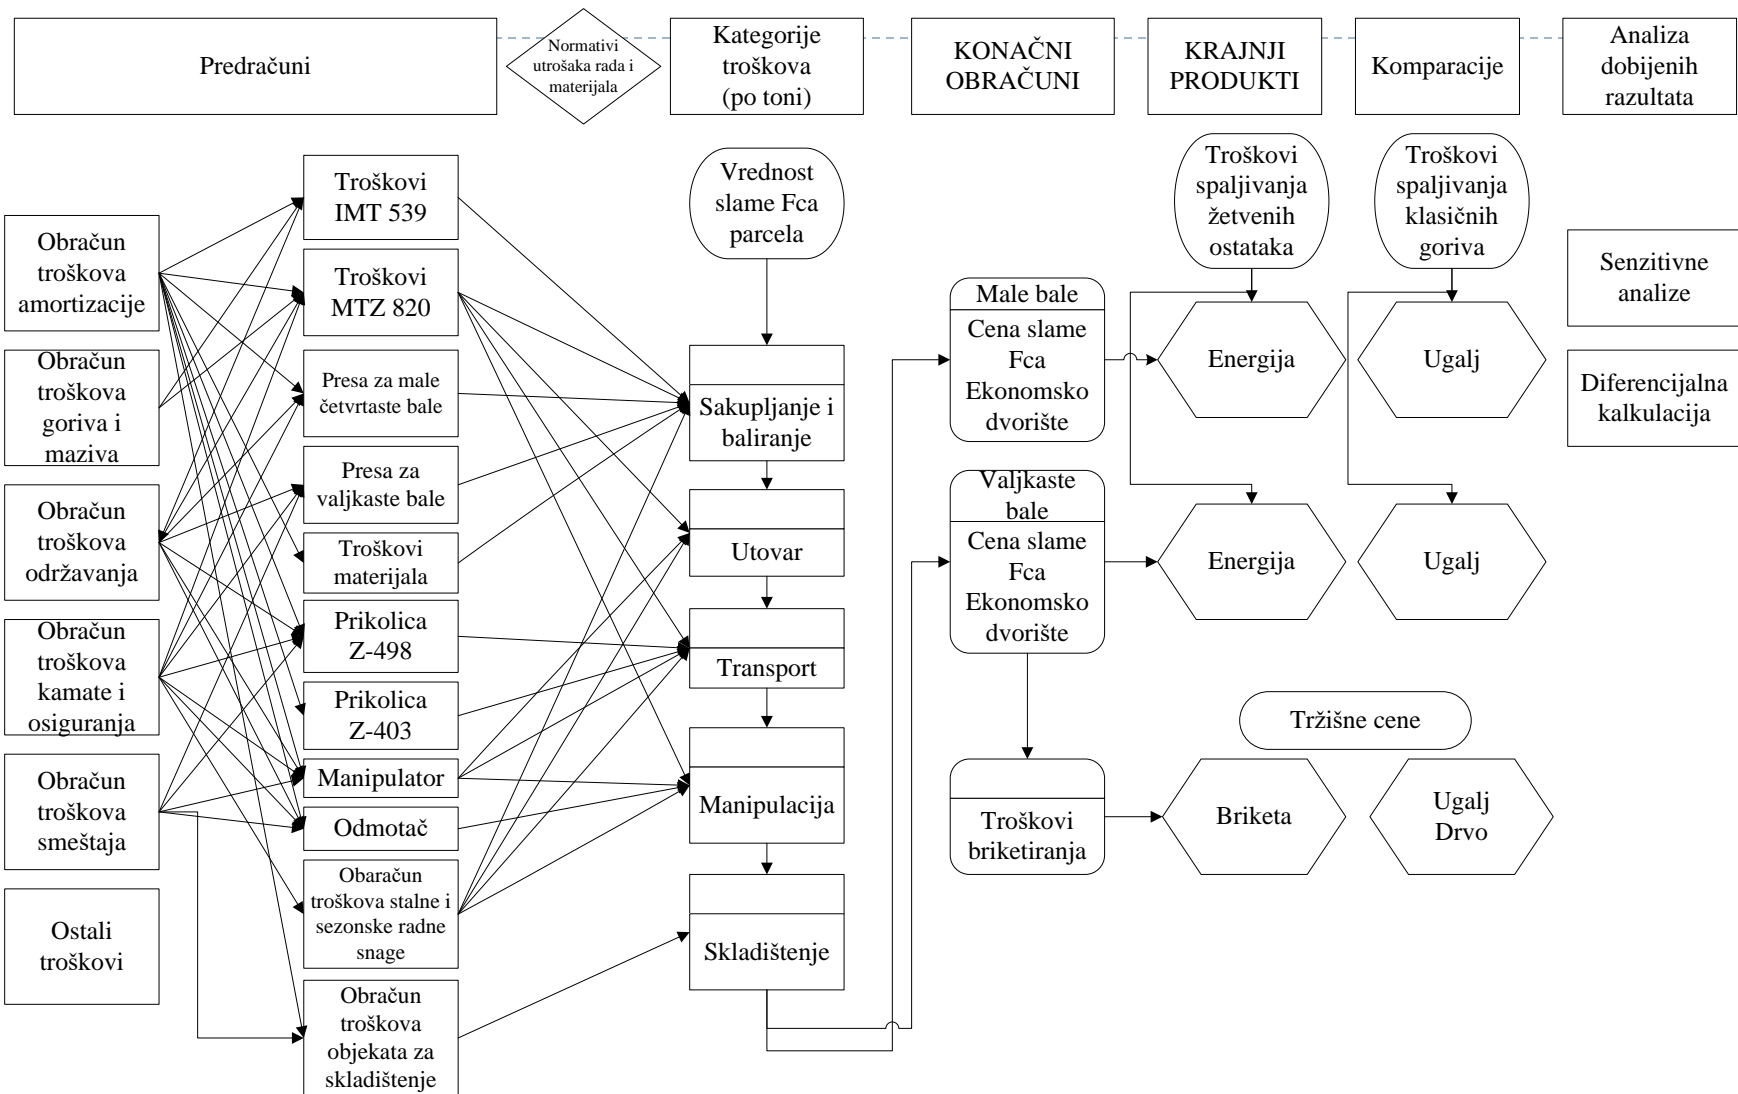 Predračuni
Normativi
utrošaka rada i
materijala
Kategorije
troškova
(po toni)
KONAČNI
OBRAČUNI
KRAJNJI
PRODUKTI
Komparacije
Analiza
dobijenih
razultata
Obračun
troškova
amortizacije
Obračun
troškova
goriva i
maziva
Obračun
troškova
održavanja
Obračun
troškova
kamate i
osiguranja
Obračun
troškova
smeštaja
Ostali
troškovi
Troškovi
IMT 539
Troškovi
MTZ 820
Presa za male
četvrtaste bale
Presa za
valjkaste bale
Troškovi
materijala
Prikolica
Z-498
Prikolica
Z-403
Manipulator
Odmotač
Obaračun
troškova stalne i
sezonske radne
snage
Obračun
troškova
objekata za
skladištenje
Vrednost
slame Fca
parcela
Sakupljanje i
baliranje
Utovar
Transport
Manipulacija
Skladištenje
Male bale
Cena slame
Fca
Ekonomsko
dvorište
Valjkaste
bale
Cena slame
Fca
Ekonomsko
dvorište
Troškovi
briketiranja
Troškovi
spaljivanja
žetvenih
ostataka
Energija
Energija
Troškovi
spaljivanja
klasičnih
goriva
Ugalj
Ugalj
Tržišne cene
Briketa
Ugalj
Drvo
Senzitivne
analize
Diferencijalna
kalkulacija